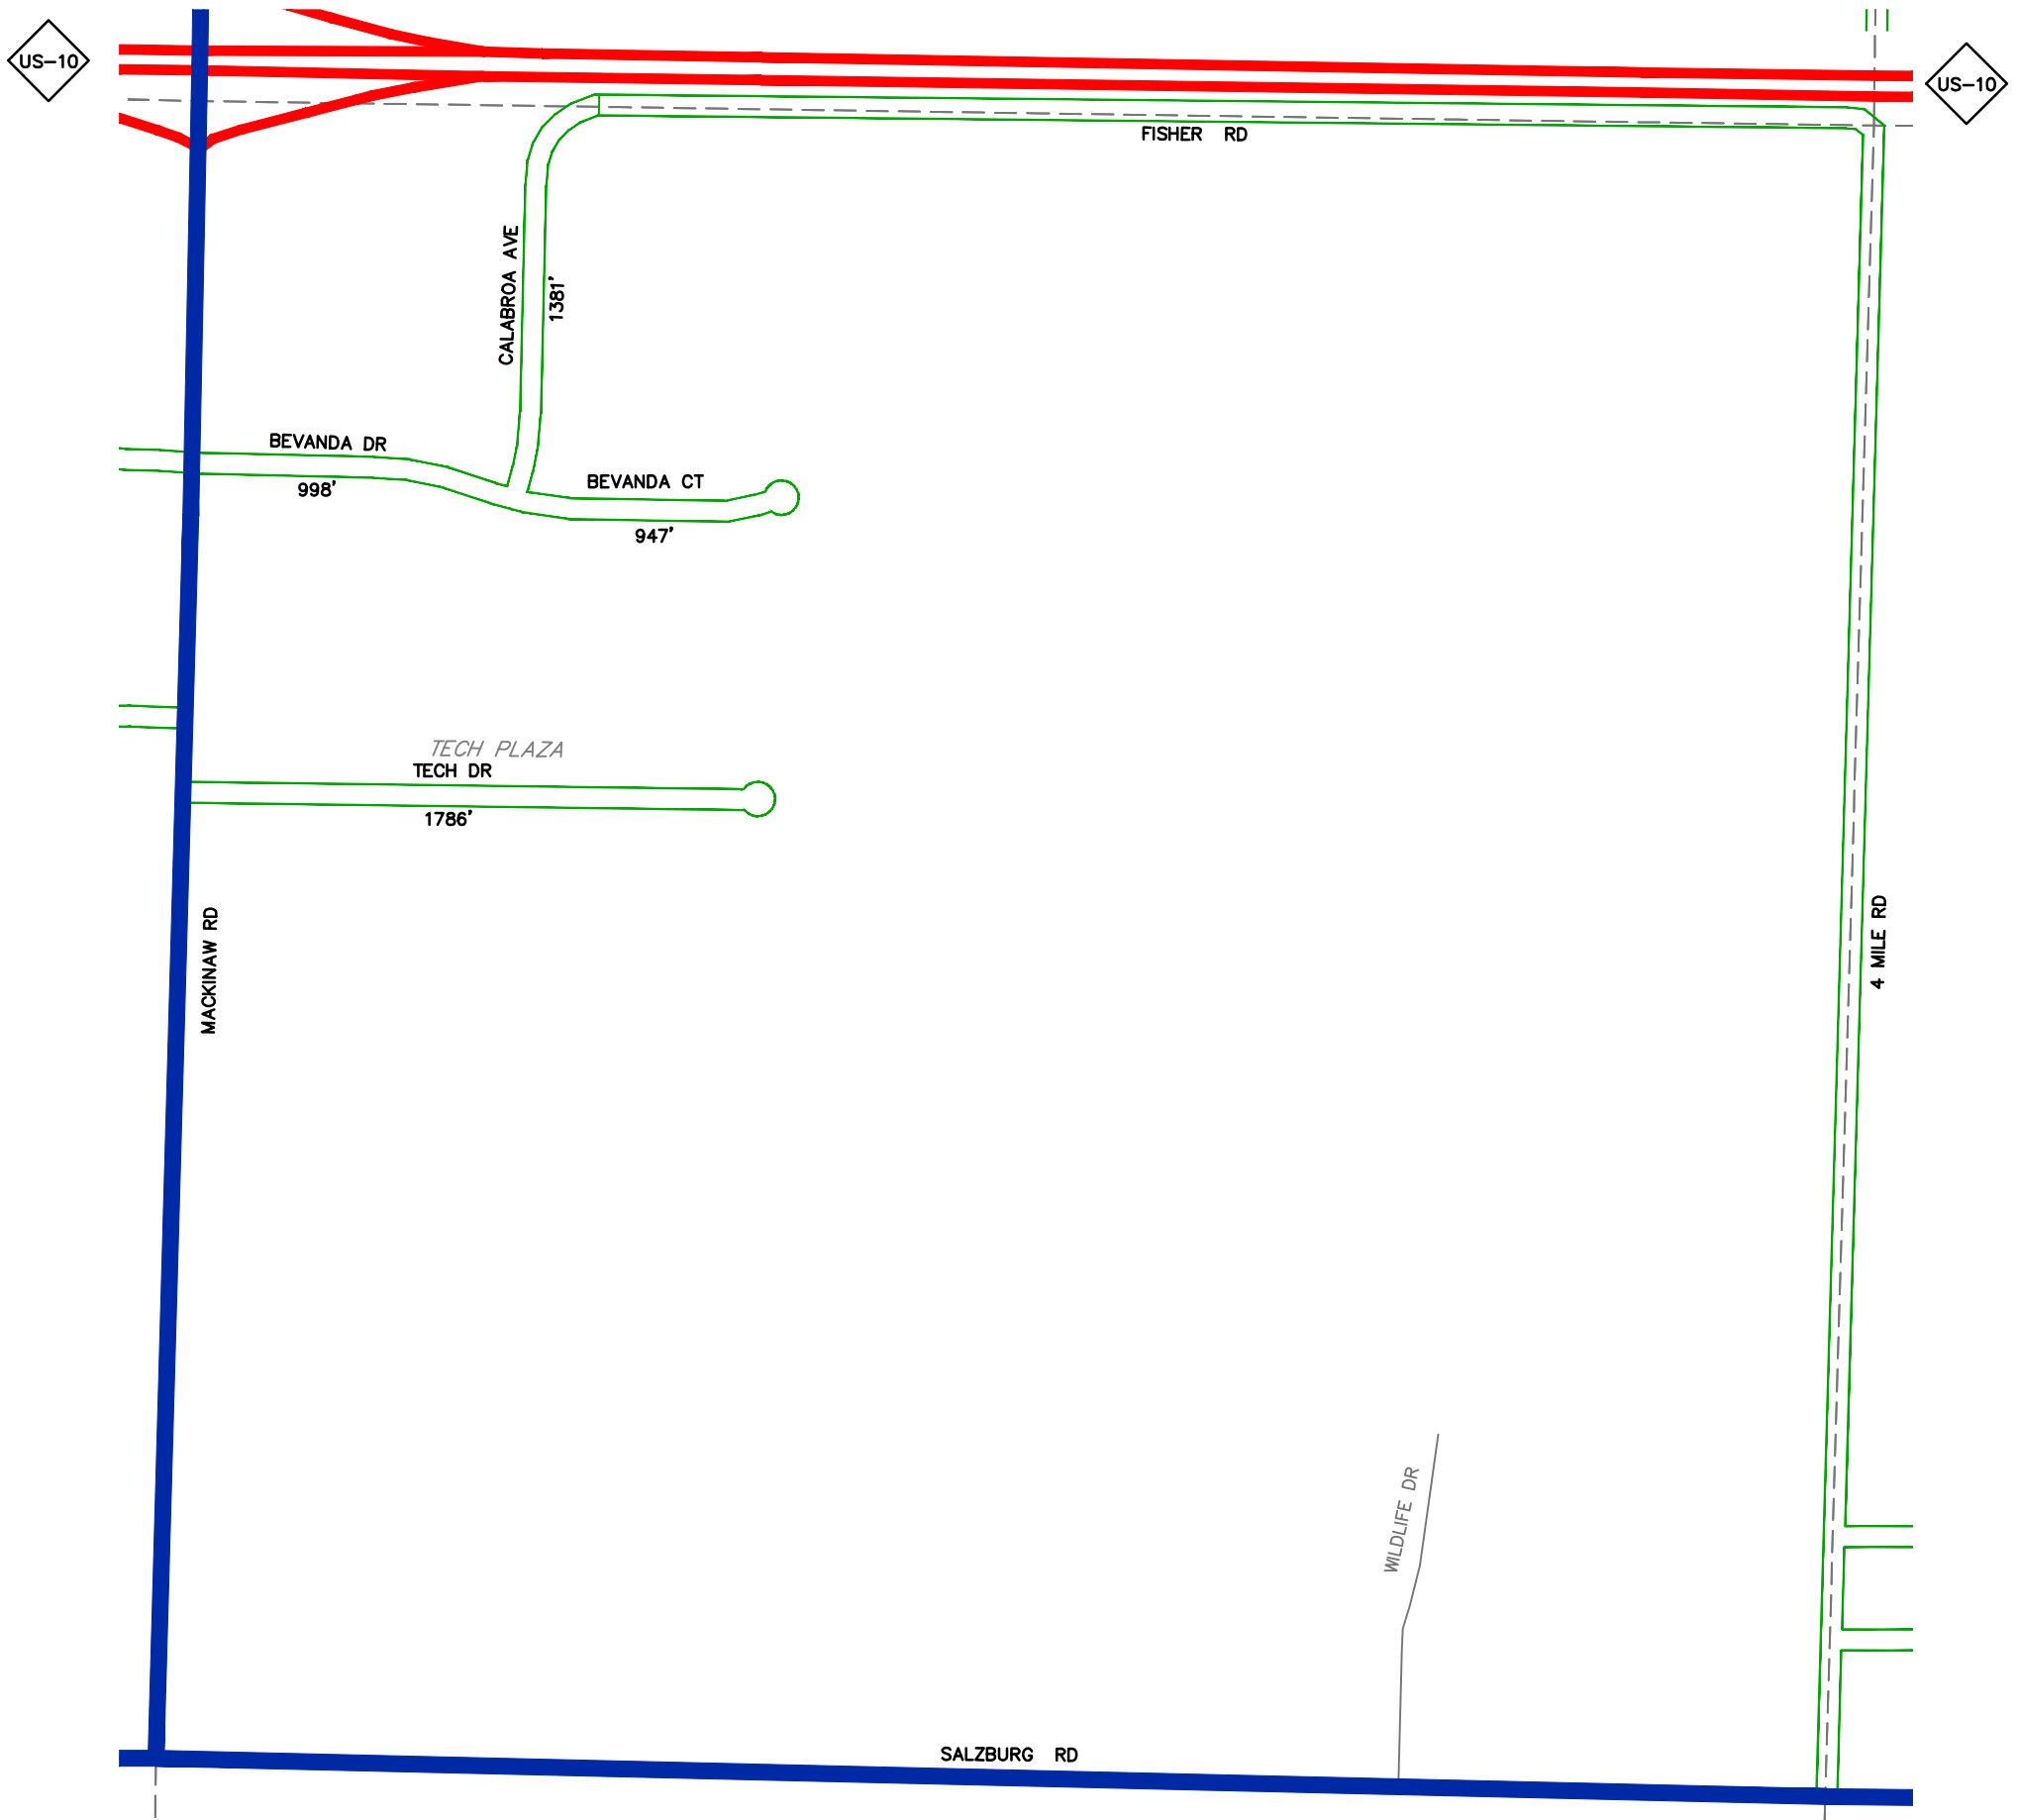 US-10
US-10
FISHER RD
CALABROA AVE
1381'
BEVANDA DR
998'
BEVANDA CT
947'
TECH PLAZA
TECH DR
1786'
MACKINAW RD
4 MILE RD
WILDLIFE DR
SALZBURG RD